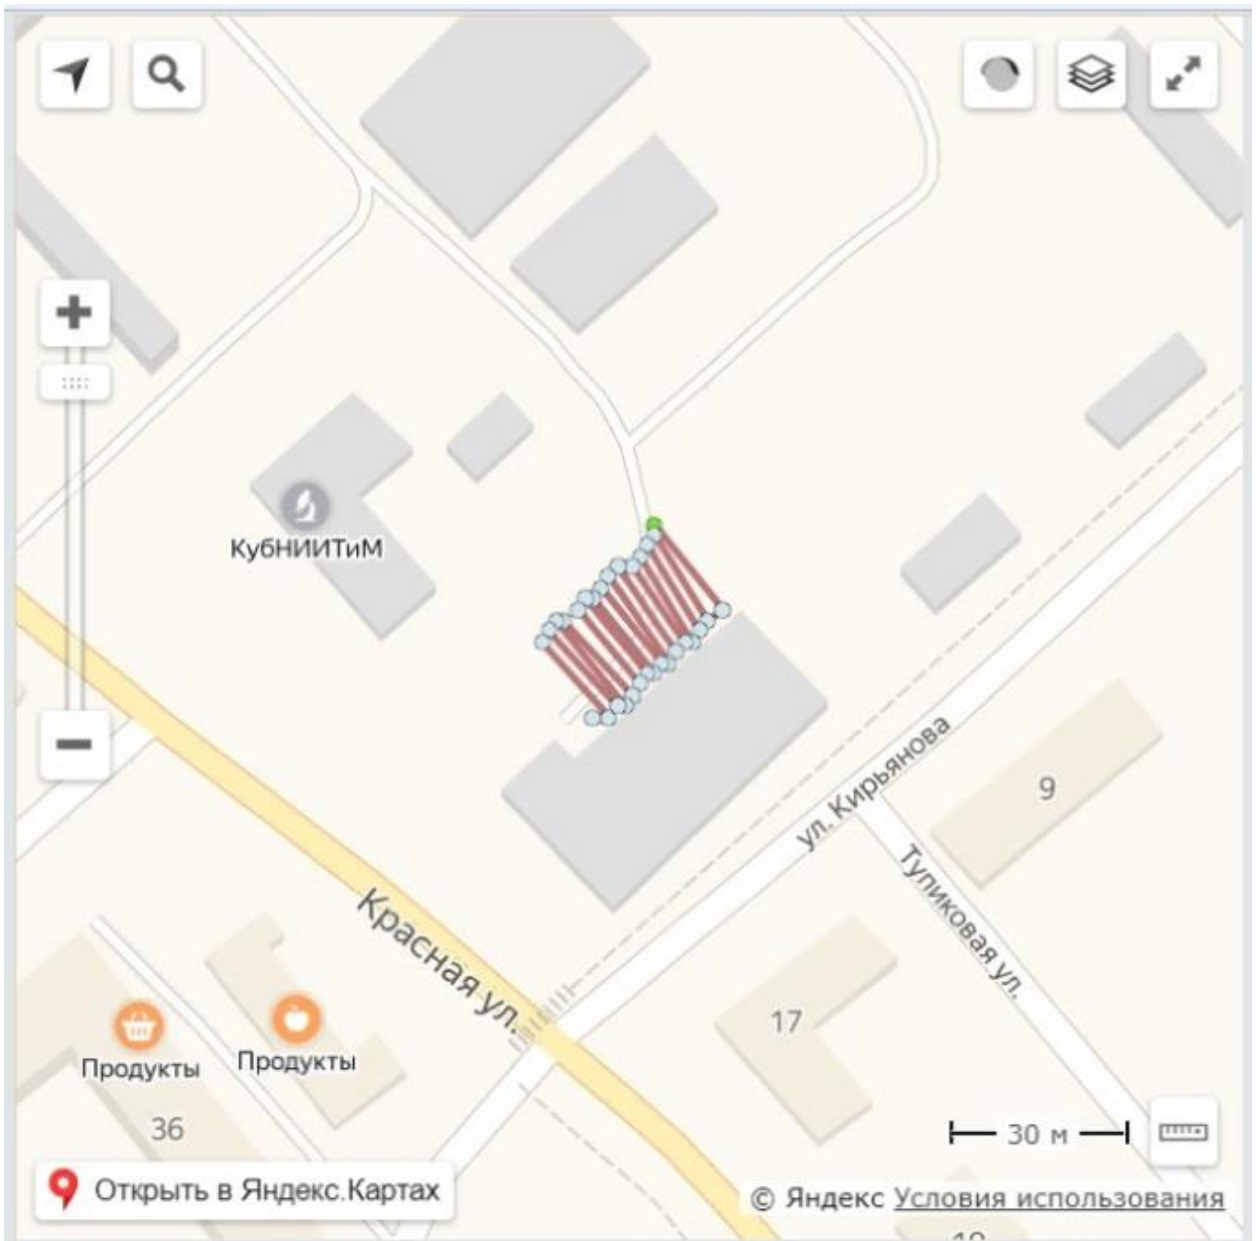 КубНИИТиМ
ул. Кирьянова
9
Тупиковая ул.
Красная ул.
17
Продукты
Продукты
36
30 м
Открыть в Яндекс.Картах
© Яндекс Условия использования